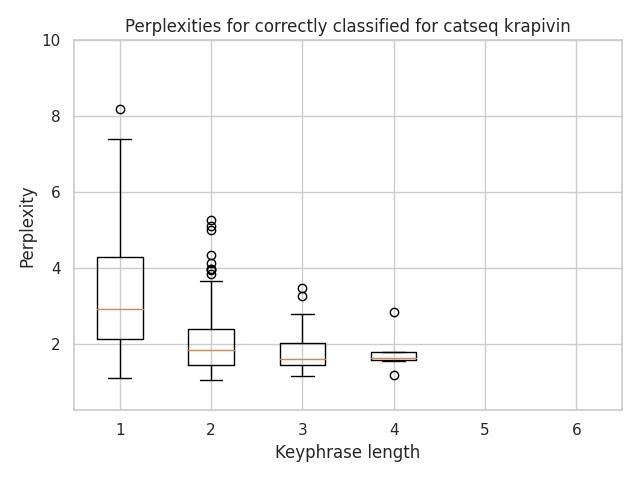 Perplexities for correctly classified for catseq krapivin
10
8
6
4
2
Perplexity
1 2 3 4 5 6
Keyphrase length